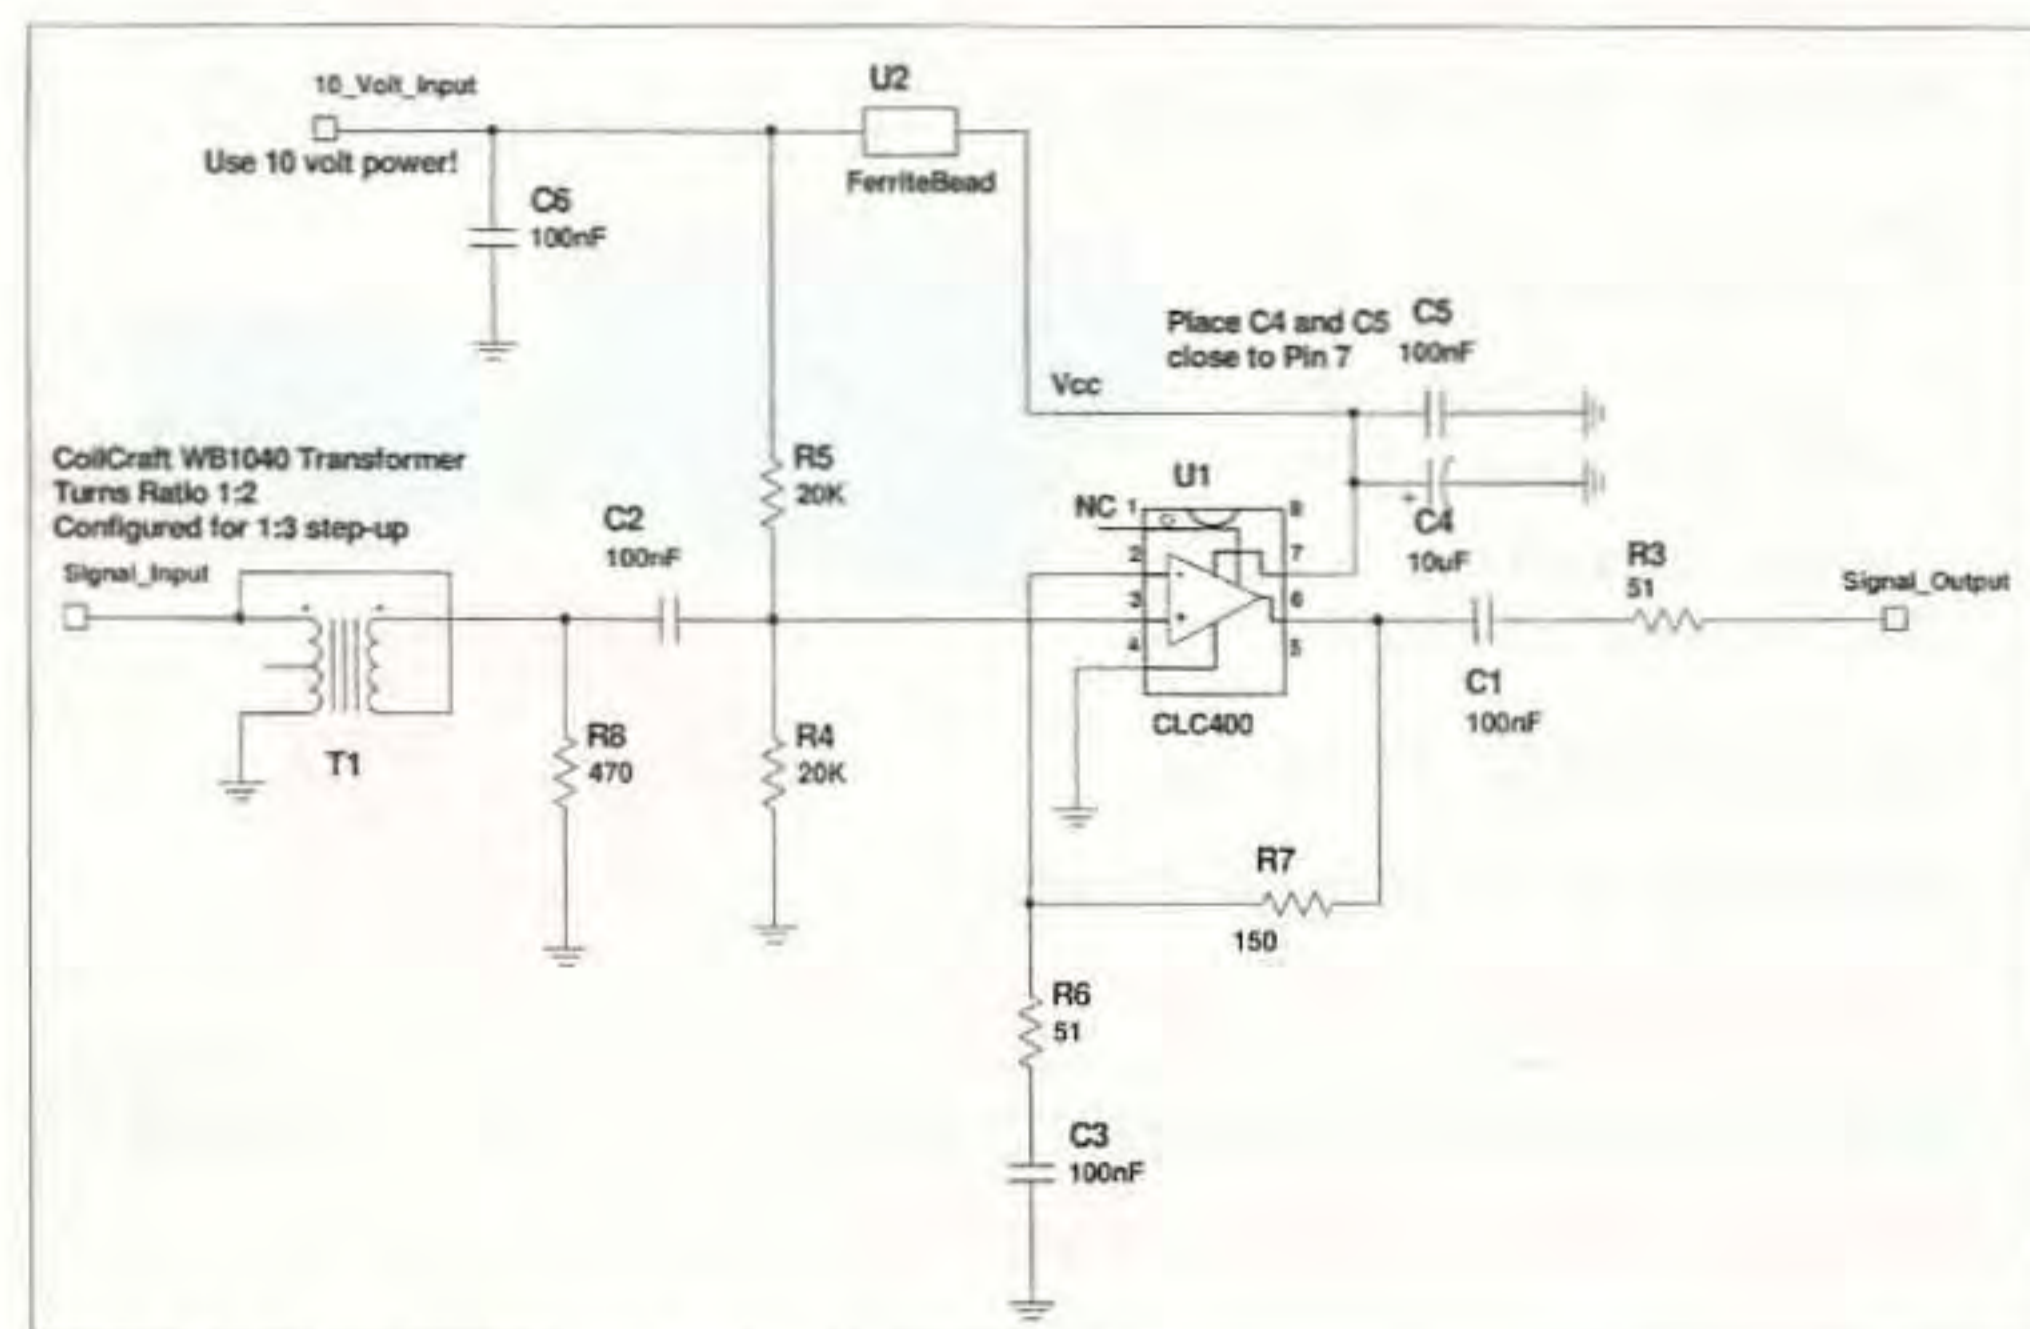 10_Volt_Input
Use 10 volt power!
U2
FerriteBead
C6
100nF
Place C4 and C5
close to Pin 7
C5
100nF
Vcc
CoilCraft WB1040 Transformer
Turns Ratio 1:2
Configured for 1:3 step-up
Signal_Input
T1
C2
100nF
R5
20K
R8
470
R4
20K
U1
NC
1
2
3
4
8
7
6
5
-
+
CLC400
+
C4
10uF
R3
51
Signal_Output
C1
100nF
R7
150
R6
51
C3
100nF